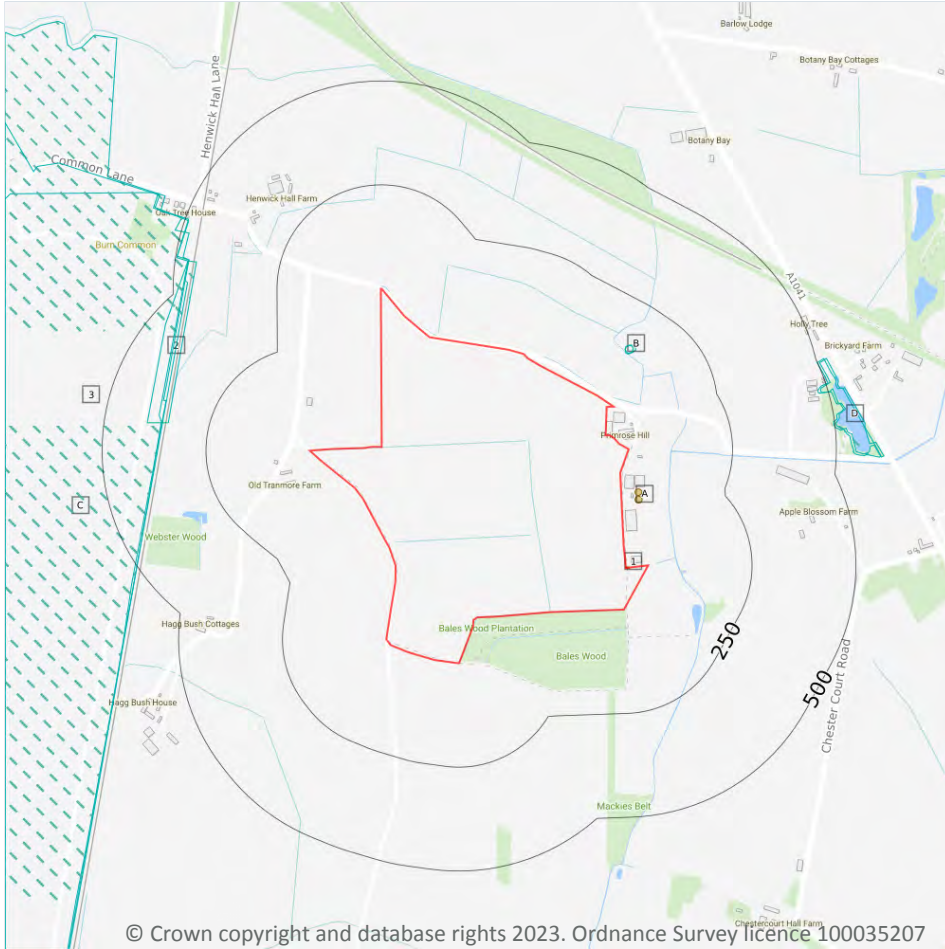 Barlow Lodge
Botany Bay Cottages
Henwick Hall Lane
Botany Bay
Common Lane
Henwick Hall Farm
Oak Tree House
Burn Common
A1041
Holly Tree
B
2
Brickyard Farm
3
D
Primrose Hill
Old Tranmore Farm
A
C
Apple Blossom Farm
Webster Wood
1
Hagg Bush Cottages
Bales Wood Plantation
250
Bales Wood
500
Chester Court Road
Hagg Bush House
Mackies Belt
Chestercourt Hall Farm
© Crown copyright and database rights 2023. Ordnance Survey licence 100035207